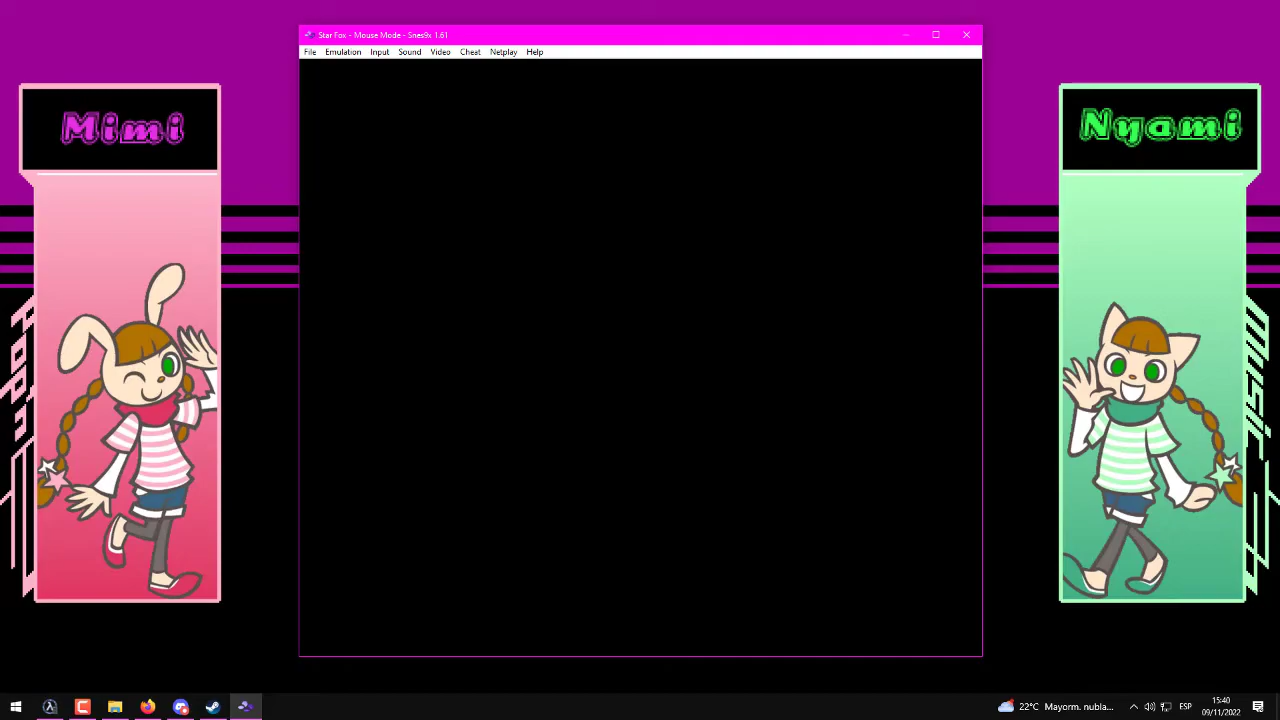 Star Fox - Mouse Mode - Snes9x 1.61
File Emulation Input Sound Video Cheat Netplay Help
Mimi
Nyami
22°C Mayorm. nubla...
ESP
15:40
09/11/2022